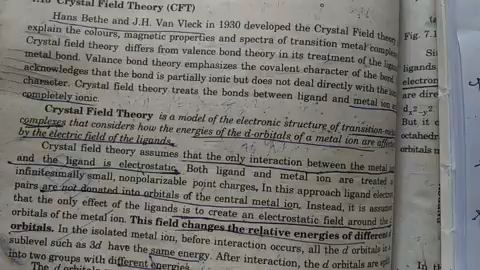 7.18 Crystal Field Theory (CFT)
Hans Bethe and J.H. Van Vleck in 1930 developed the Crystal Field theory
explain the colours, magnetic properties and spectra of transition metal complex
Crystal field theory differs from valence bond theory in its treatment of the
metal bond. Valance bond theory emphasizes the covalent character of the bond
acknowledges that the bond is partially ionic but does not deal directly with the
character. Crystal field theory treats the bonds between ligand and metal ion
completely ionic.
Crystal Field Theory is a model of the electronic structure of transition-
complexes that considers how the energies of the d-orbitals of a metal ion are
by the electric field of the ligands.
Crystal field theory assumes that the only interaction between the metal
and the ligand is electrostatic. Both ligand and metal ion are treated
infinitesimally small, nonpolarizable point charges. In this approach ligand
pairs are not donated into orbitals of the central metal ion. Instead, it is
that the only effect of the ligands is to create an electrostatic field around the
orbitals of the metal ion. This field changes the relative energies of different
orbitals. In the isolated metal ion, before interaction occurs, all the d orbitals in
sublevel such as 3d have the same energy. After interaction, the d orbitals are
into two groups with different energies.
The d orbitals
Fig. 7.1
ligands
electron
are dir
But it
octahedr
orbitals
In th